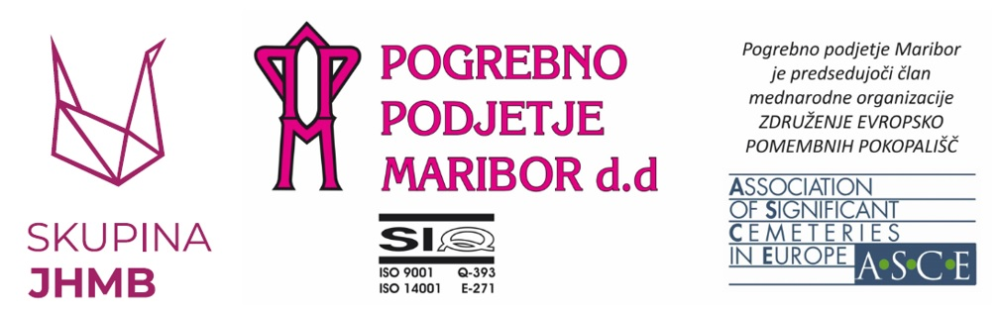 SKUPINA
JHMB
POGREBNO
PODJETJE
MARIBOR d.d
SIQ
ISO 9001 Q-393
ISO 14001 E-271
Pogrebno podjetje Maribor
je predsedujoči član
mednarodne organizacije
ZDRUŽENJE EVROPSKO
POMEMBNIH POKOPALIŠČ
ASSOCIATION
OF SIGNIFICANT
CEMETERIES
IN EUROPE
A•S•C•E